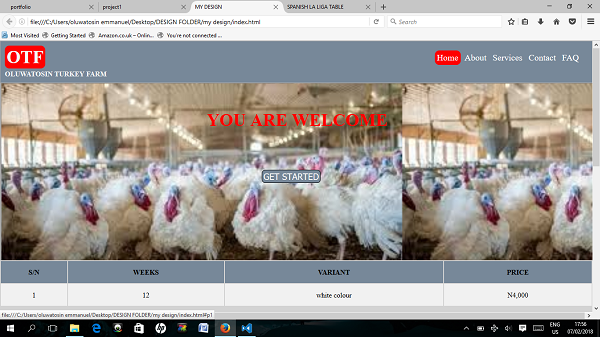 portfolio
project1
MY DESIGN
SPANISH LA LIGA TABLE
file:///C:/Users/oluwatosin emmanuel/Desktop/DESIGN FOLDER/my design/index.html
Search
Most Visited Getting Started Amazon.co.uk – Onlin... You're not connected ...
OTF
Home About Services Contact FAQ
OLUWATOSIN TURKEY FARM
YOU ARE WELCOME
GET STARTED
S/N WEEKS VARIANT PRICE
1 12 white colour N4,000
file:///C:/Users/oluwatosin emmanuel/Desktop/DESIGN FOLDER/my design/index.html#p1
ENG 17:56
US 07/02/2018